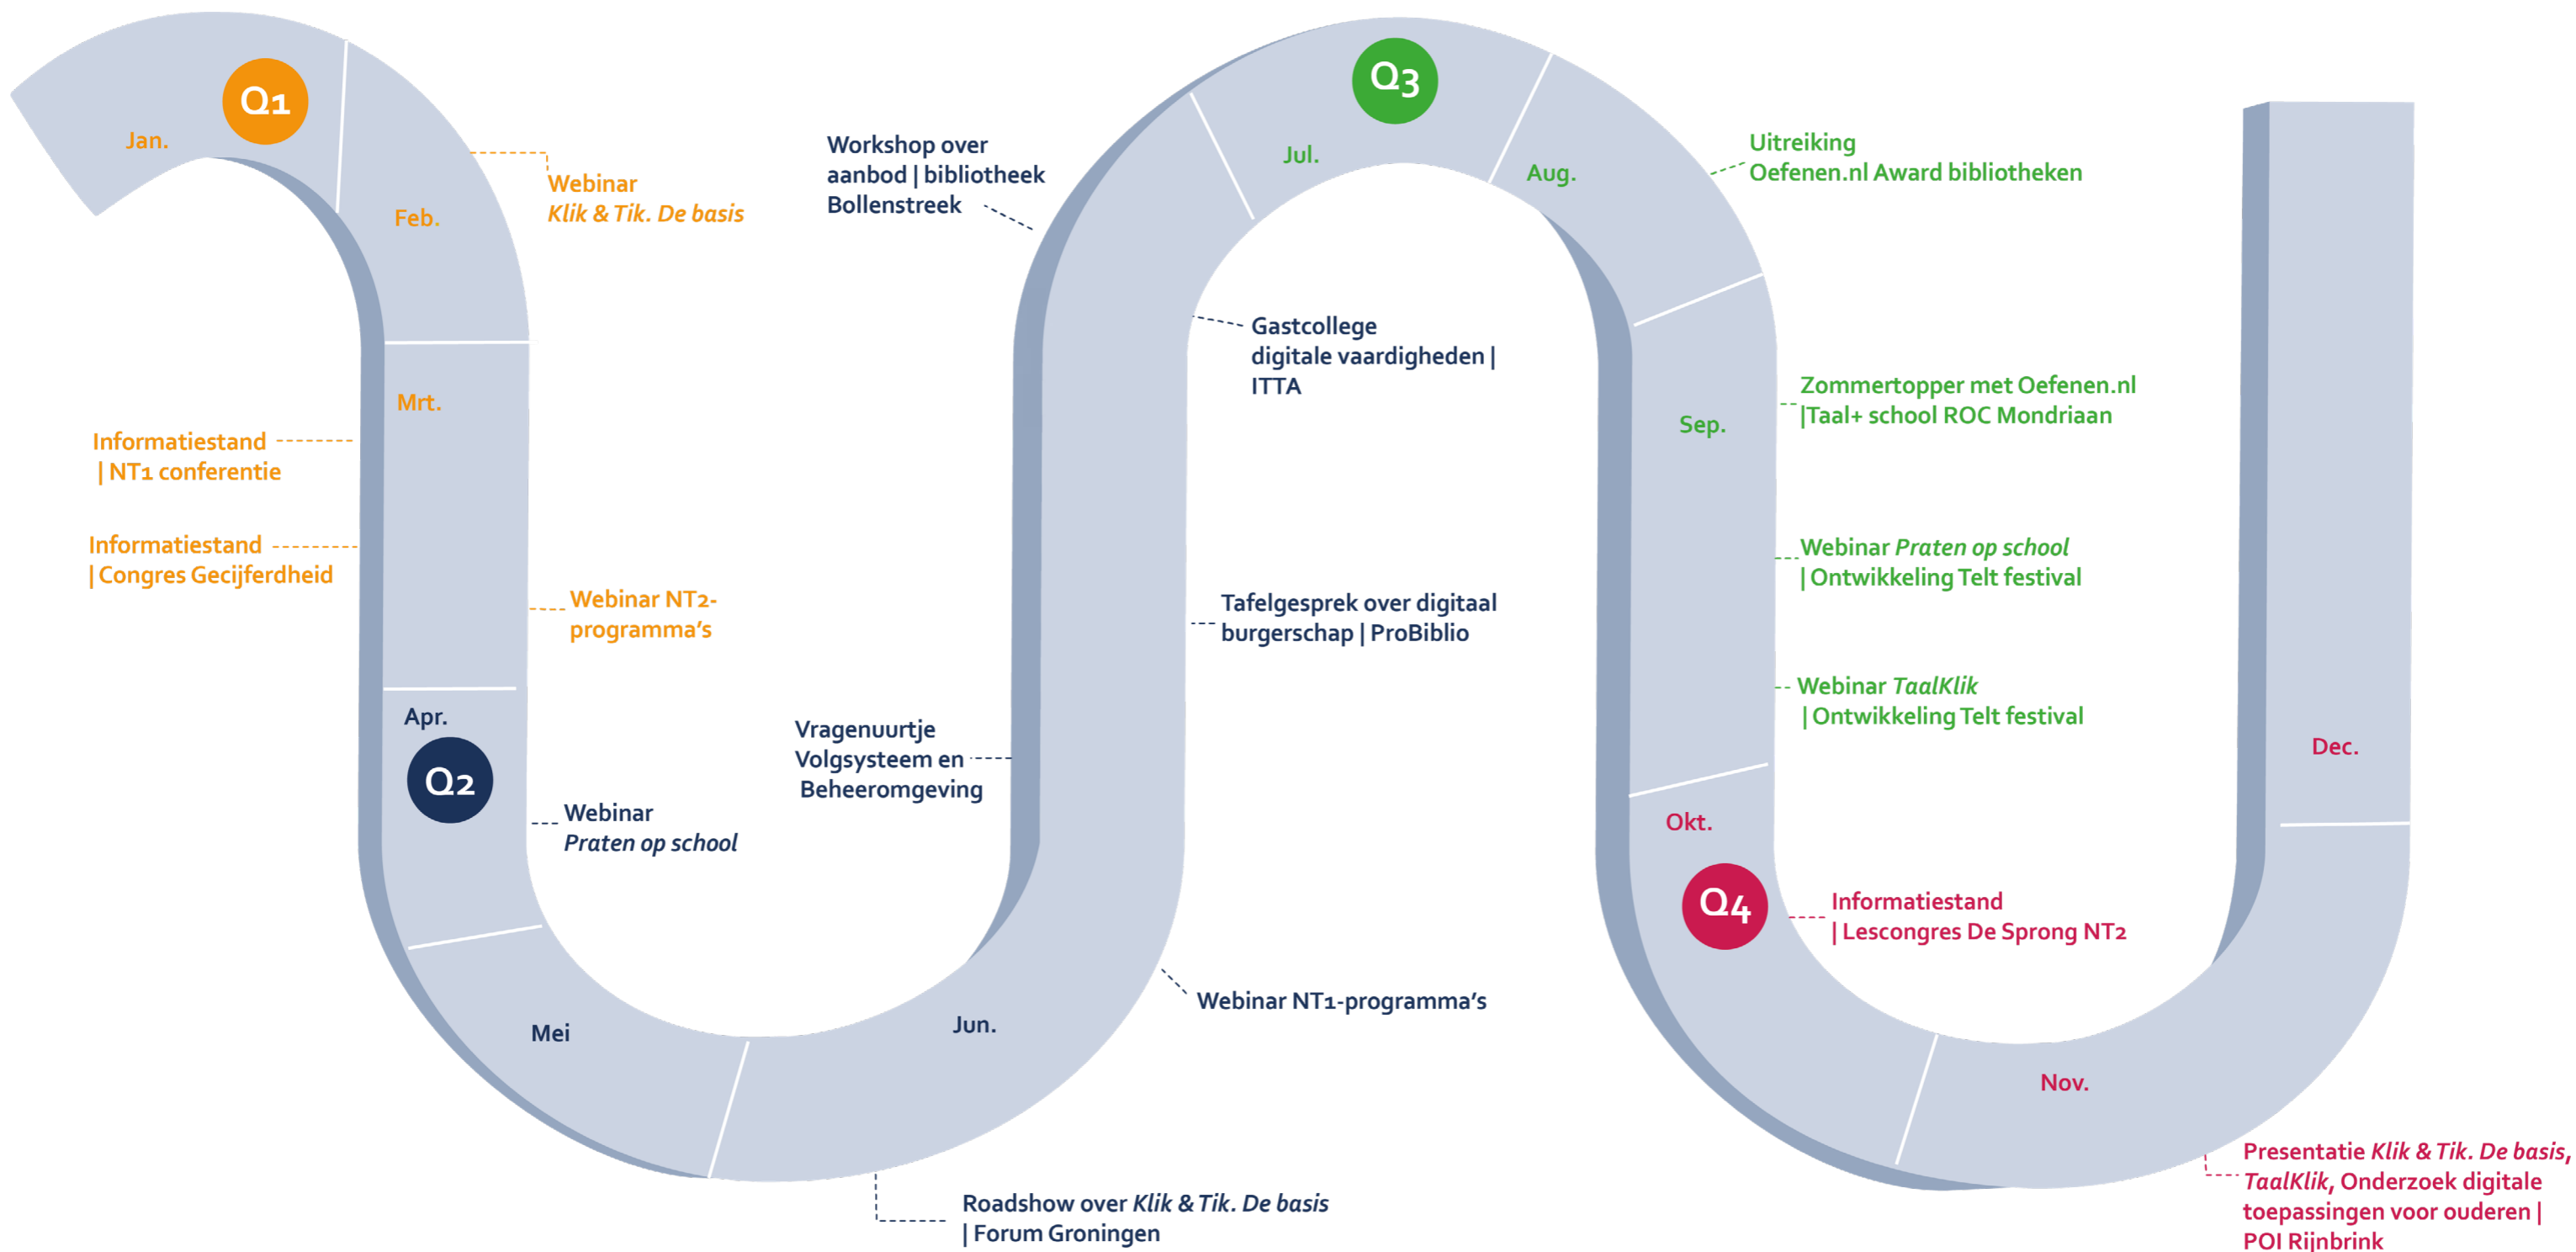 Q1
Jan.
Feb.
Webinar
Klik & Tik. De basis
Mrt.
Informatiestand
| NT1 conferentie
Informatiestand
| Congres Gecijferdheid
Webinar NT2-
programma's
Apr.
Q2
Webinar
Praten op school
Mei
Jun.
Roadshow over Klik & Tik. De basis
| Forum Groningen
Webinar NT1-programma's
Vragenuurtje
Volgsysteem en
Beheeromgeving
Tafelgesprek over digitaal
burgerschap | ProBiblio
Gastcollege
digitale vaardigheden |
ITTA
Workshop over
aanbod | bibliotheek
Bollenstreek
Q3
Jul.
Aug.
Uitreiking
Oefenen.nl Award bibliotheken
Sep.
Zommertopper met Oefenen.nl
|Taal+ school ROC Mondriaan
Webinar Praten op school
| Ontwikkeling Telt festival
Webinar TaalKlik
| Ontwikkeling Telt festival
Okt.
Q4
Informatiestand
| Lescongres De Sprong NT2
Nov.
Presentatie Klik & Tik. De basis,
TaalKlik, Onderzoek digitale
toepassingen voor ouderen |
POI Rijnbrink
Dec.